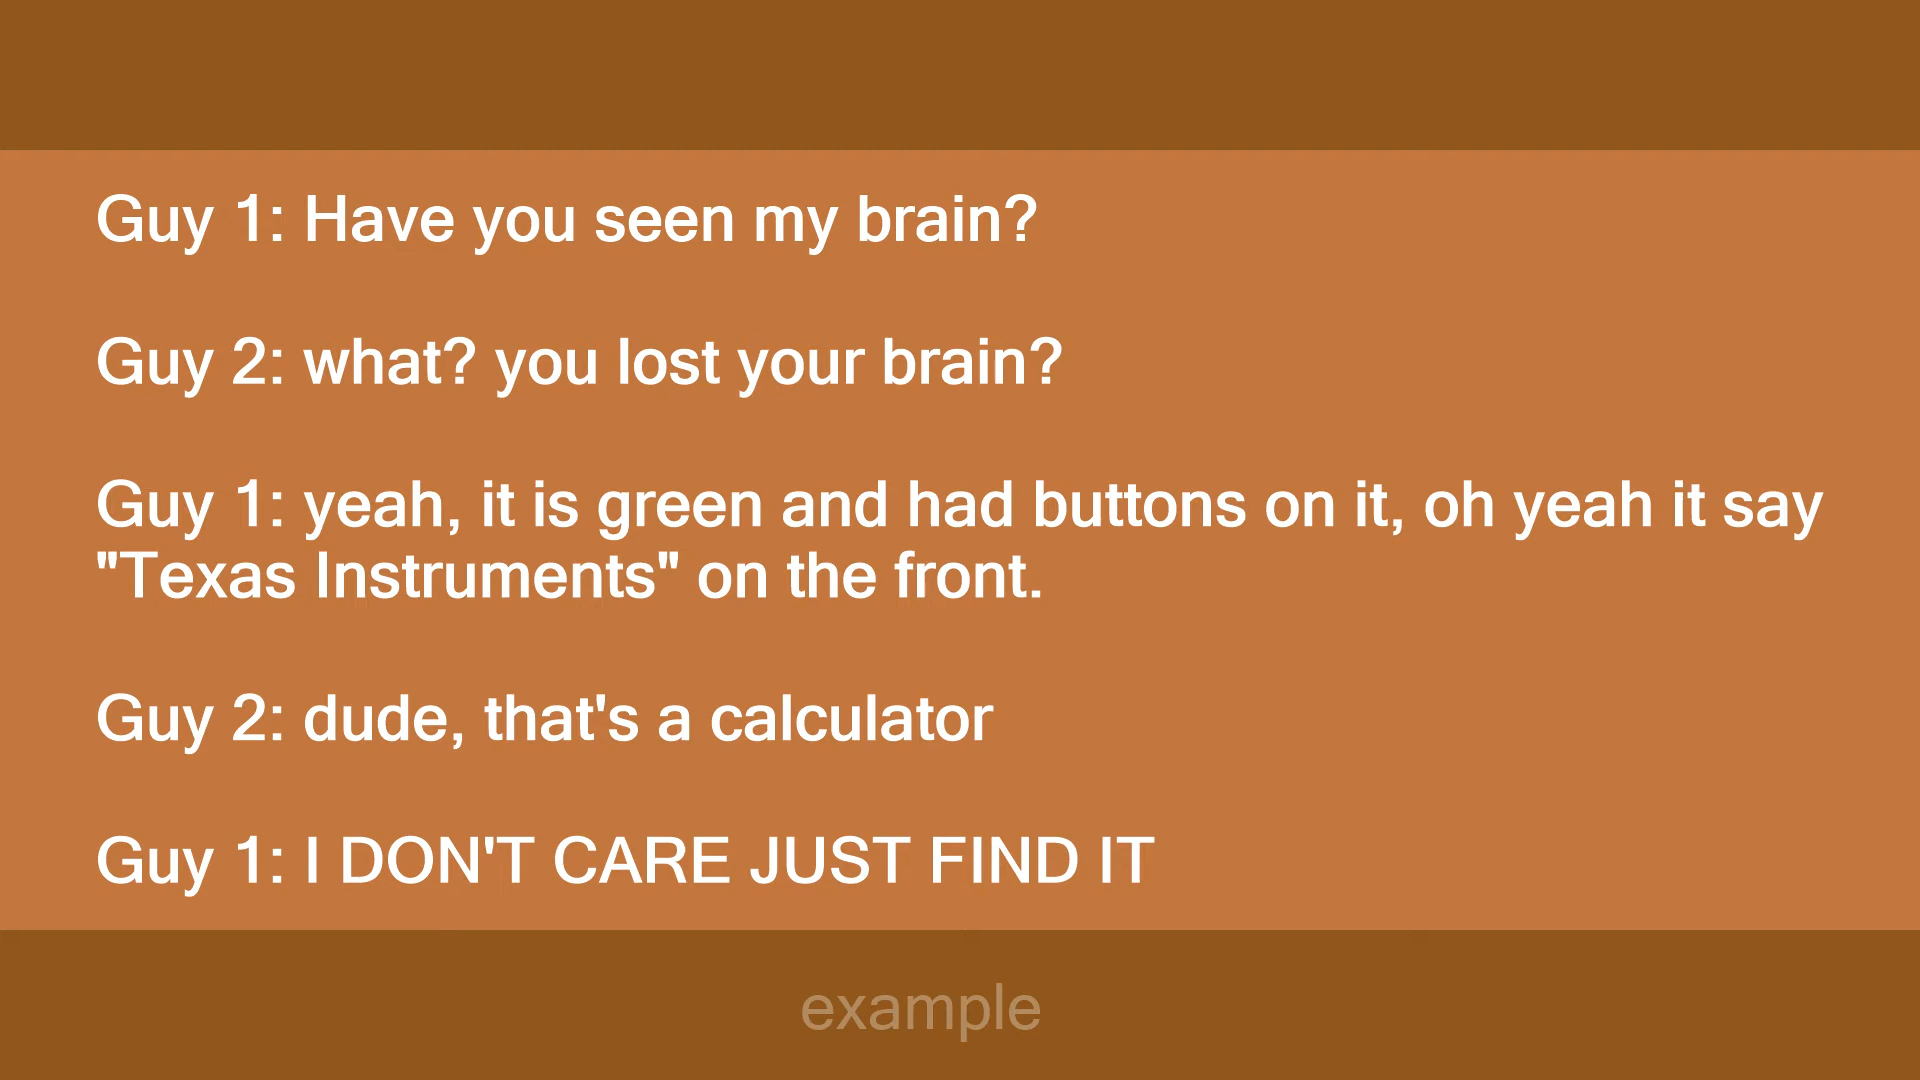 Guy 1: Have you seen my brain?
Guy 2: what? you lost your brain?
Guy 1: yeah, it is green and had buttons on it, oh yeah it say
"Texas Instruments" on the front.
Guy 2: dude, that's a calculator
Guy 1: I DON'T CARE JUST FIND IT
example